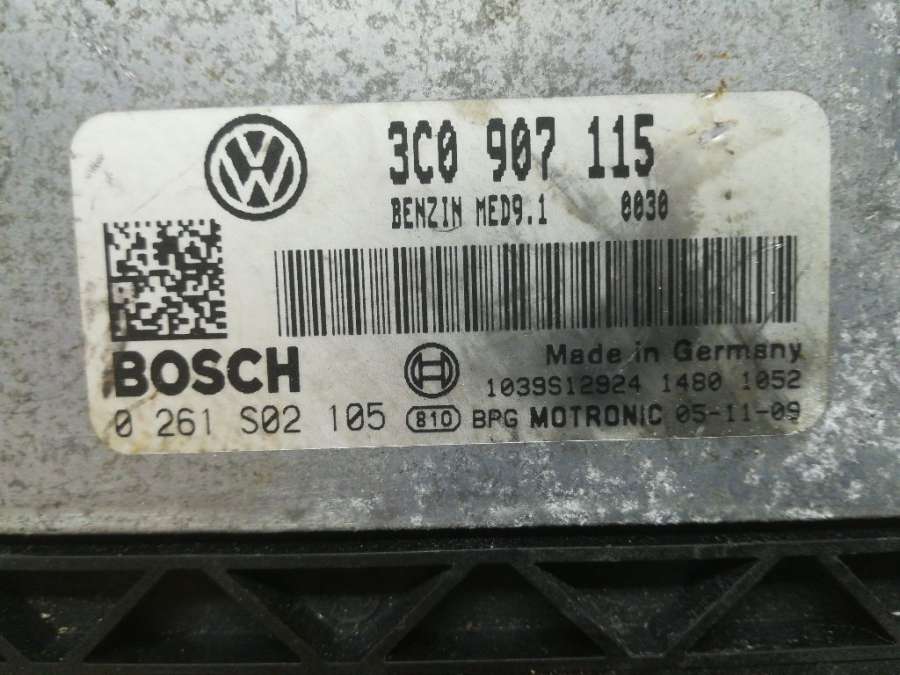 3C0 907 115
BENZIN MED9.1 0030
BOSCH
Made in Germany
1039S12924 1480 1052
0 261 S02 105 810 BPG MOTRONIC 05-11-09